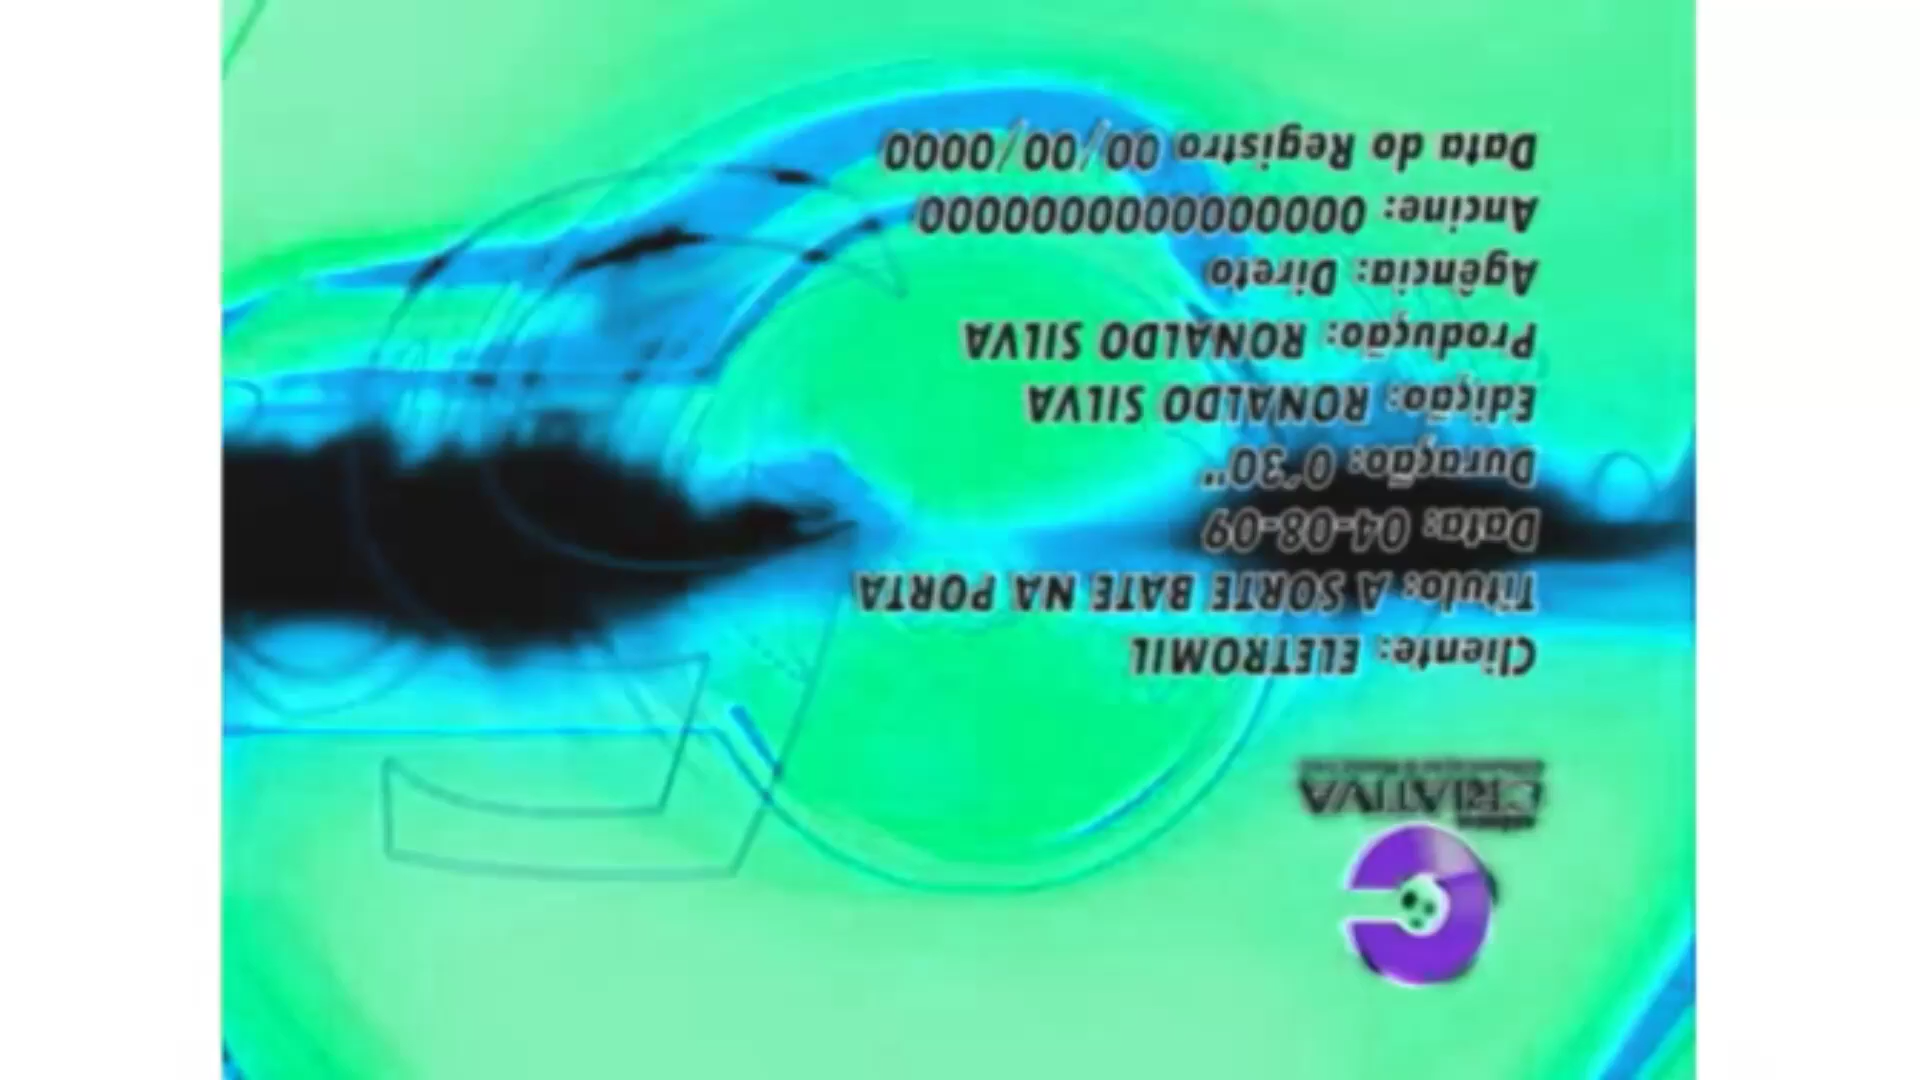 CRIATIVA
Cliente: ELETROMIL
Título: A SORTE BATE NA PORTA
Data: 04-08-09
Duração: 0'30"
Edição: RONALDO SILVA
Produção: RONALDO SILVA
Agência: Direto
Ancine: 0000000000000000
Data do Registro 00/00/0000